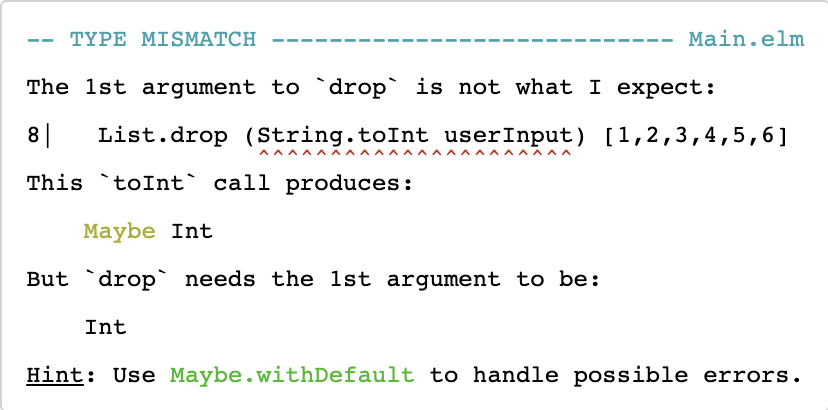 -- TYPE MISMATCH ---------------------------- Main.elm
The 1st argument to `drop` is not what I expect:
8|   List.drop (String.toInt userInput) [1,2,3,4,5,6]
^^^^^^^^^^^^^^^^^^^^^^
This `toInt` call produces:
Maybe Int
But `drop` needs the 1st argument to be:
Int
Hint: Use Maybe.withDefault to handle possible errors.